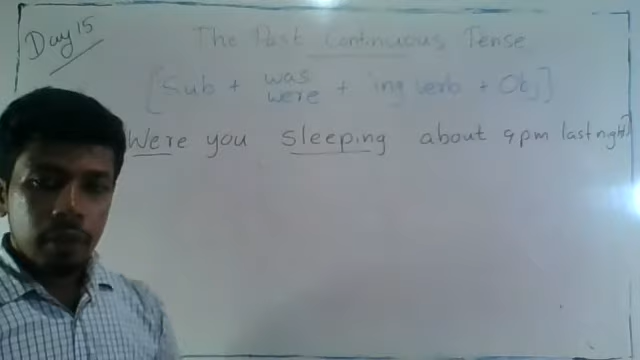 Day 15
The Past Continuous Tense
[Sub + was
were + ing verb + Obj]
Were you sleeping about 9pm last night?